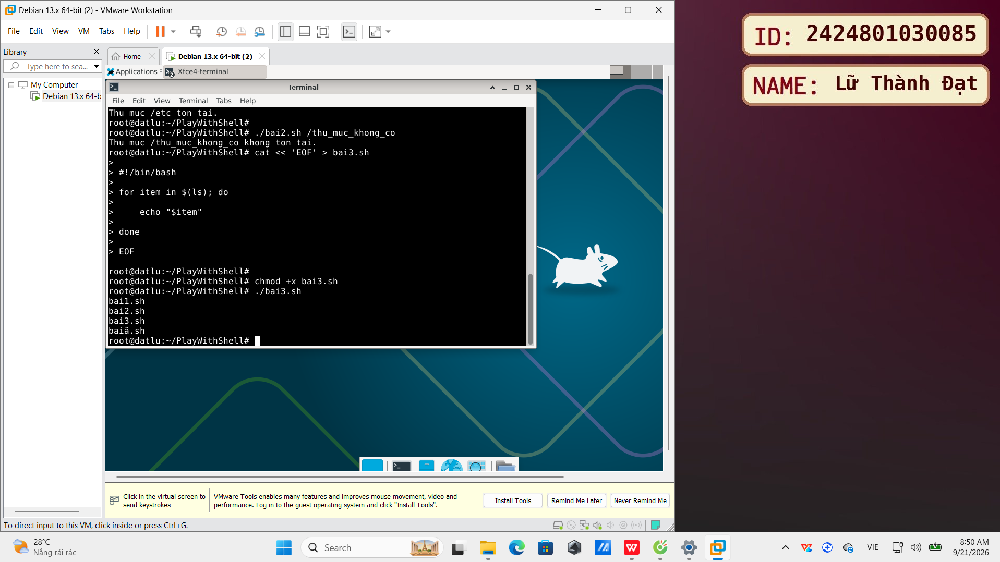 Debian 13.x 64-bit (2) - VMware Workstation
File Edit View VM Tabs Help
Library
Type here to sea...
My Computer
Debian 13.x 64-b
Home
Debian 13.x 64-bit (2)
Applications
Xfce4-terminal
Terminal
File Edit View Terminal Tabs Help
Thu muc /etc ton tai.
root@datlu:~/PlayWithShell#
root@datlu:~/PlayWithShell# ./bai2.sh /thu_muc_khong_co
Thu muc /thu_muc_khong_co khong ton tai.
root@datlu:~/PlayWithShell# cat << 'EOF' > bai3.sh
>
> #!/bin/bash
>
> for item in $(ls); do
>
>     echo "$item"
>
> done
>
> EOF
root@datlu:~/PlayWithShell#
root@datlu:~/PlayWithShell# chmod +x bai3.sh
root@datlu:~/PlayWithShell# ./bai3.sh
bai1.sh
bai2.sh
bai3.sh
baiă.sh
root@datlu:~/PlayWithShell#
Click in the virtual screen to
send keystrokes
VMware Tools enables many features and improves mouse movement, video and
performance. Log in to the guest operating system and click "Install Tools".
Install Tools
Remind Me Later
Never Remind Me
To direct input to this VM, click inside or press Ctrl+G.
ID: 2424801030085
NAME: Lữ Thành Đạt
28°C
Nắng rải rác
Search
VIE
8:50 AM
9/21/2026